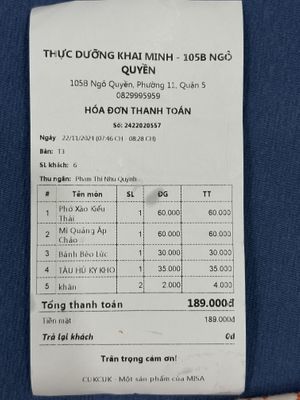 THỰC DƯỠNG KHAI MINH - 105B NGÔ
QUYỀN
105B Ngô Quyền, Phường 11, Quận 5
0829995959
HÓA ĐƠN THANH TOÁN
Số: 2422020557
Ngày 22/11/2024 (07:46 CH - 08:28 CH)
Bàn: T3
SL khách: 6
Thu ngân: Phạm Thị Như Quỳnh
# Tên món SL ĐG TT
1 Phở Xào Kiểu Thái 1 60.000 60.000
2 Mì Quảng Áp Chảo 1 60.000 60.000
3 Bánh Bèo Lức 1 30.000 30.000
4 TÀU HỦ KY KHO 1 35.000 35.000
5 khăn 2 2.000 4.000
Tổng thanh toán 189.000đ
Tiền mặt 189.000đ
Trả lại khách 0đ
Trân trọng cảm ơn!
CUKCUK - Một sản phẩm của MISA